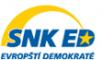 SNK ED
EVROPŠTÍ DEMOKRATÉ